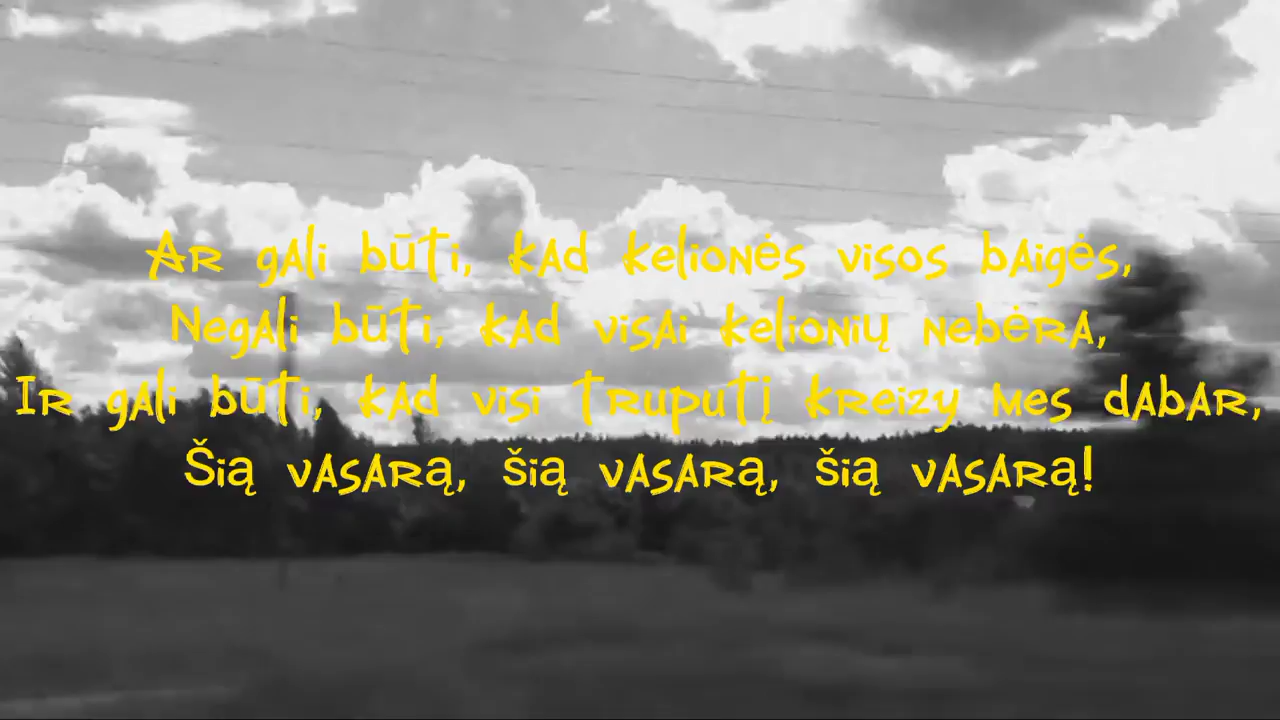 Ar gali būti, kad kelionės visos baigės,
Negali būti, kad visai kelionių nebėra,
Ir gali būti, kad visi truputį kreizy mes dabar,
Šią vasarą, šią vasarą, šią vasarą!